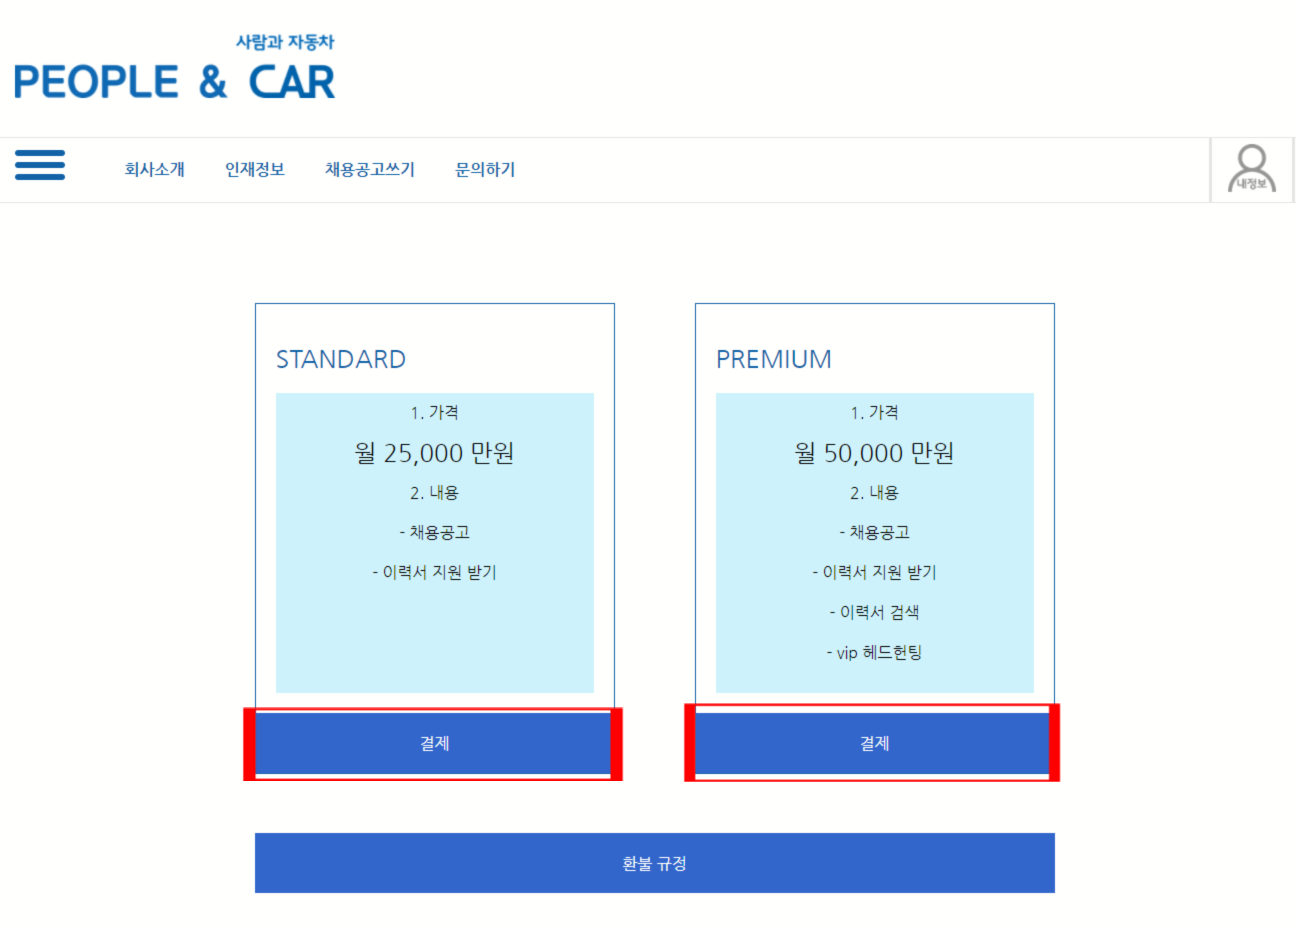 사람과 자동차
PEOPLE & CAR
회사소개 인재정보 채용공고쓰기 문의하기
내정보
STANDARD
1. 가격
월 25,000 만원
2. 내용
- 채용공고
- 이력서 지원 받기
결제
PREMIUM
1. 가격
월 50,000 만원
2. 내용
- 채용공고
- 이력서 지원 받기
- 이력서 검색
- vip 헤드헌팅
결제
환불 규정